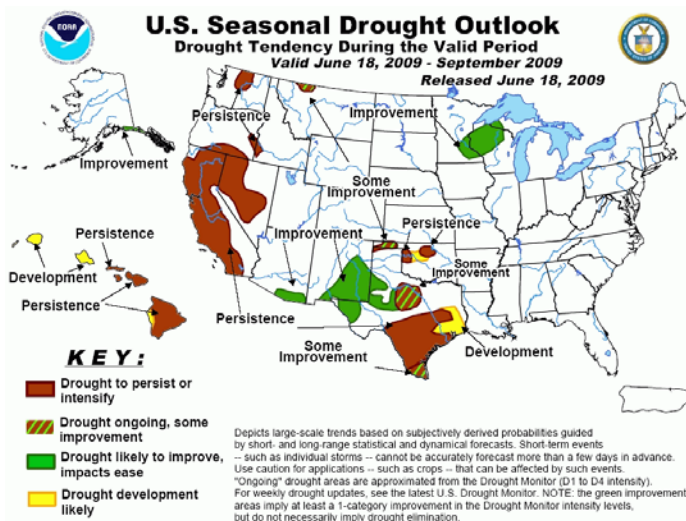 NOAA
U.S. Seasonal Drought Outlook
Drought Tendency During the Valid Period
Valid June 18, 2009 - September 2009
Released June 18, 2009
Persistence
Improvement
Improvement
Some
Improvement
Persistence
Improvement
Persistence
Some
Improvement
Development
Persistence
Persistence
Some
Improvement
Development
KEY:
Drought to persist or
intensify
Drought ongoing, some
improvement
Drought likely to improve,
impacts ease
Drought development
likely
Depicts large-scale trends based on subjectively derived probabilities guided
by short- and long-range statistical and dynamical forecasts. Short-term events
-- such as individual storms -- cannot be accurately forecast more than a few days in advance.
Use caution for applications -- such as crops -- that can be affected by such events.
"Ongoing" drought areas are approximated from the Drought Monitor (D1 to D4 intensity).
For weekly drought updates, see the latest U.S. Drought Monitor. NOTE: the green improvement
areas imply at least a 1-category improvement in the Drought Monitor intensity levels,
but do not necessarily imply drought elimination.